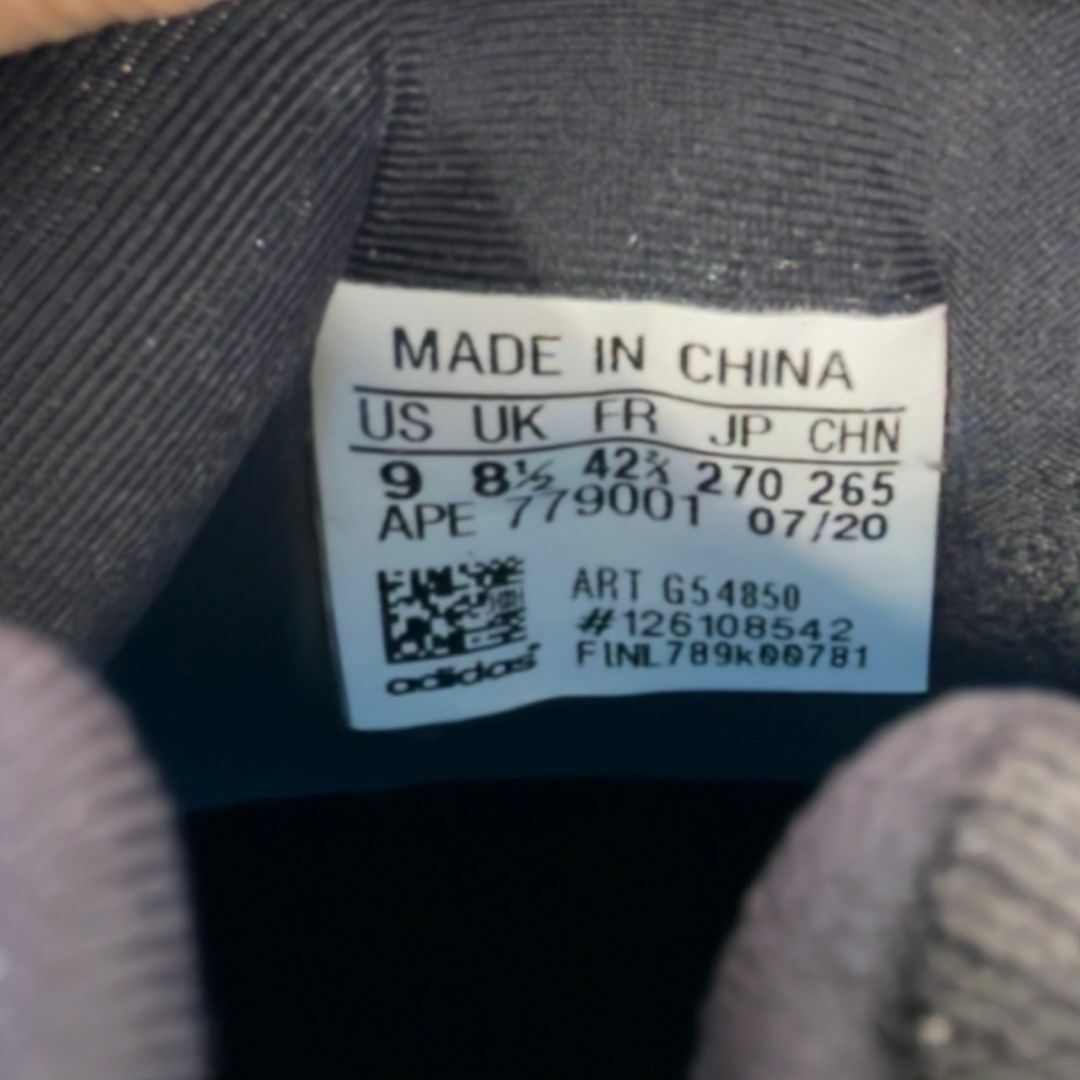 MADE IN CHINA
US UK FR JP CHN
9 8½ 42⅔ 270 265
APE 779001 07/20
ART G54850
#126108542
FINL789k00781
adidas